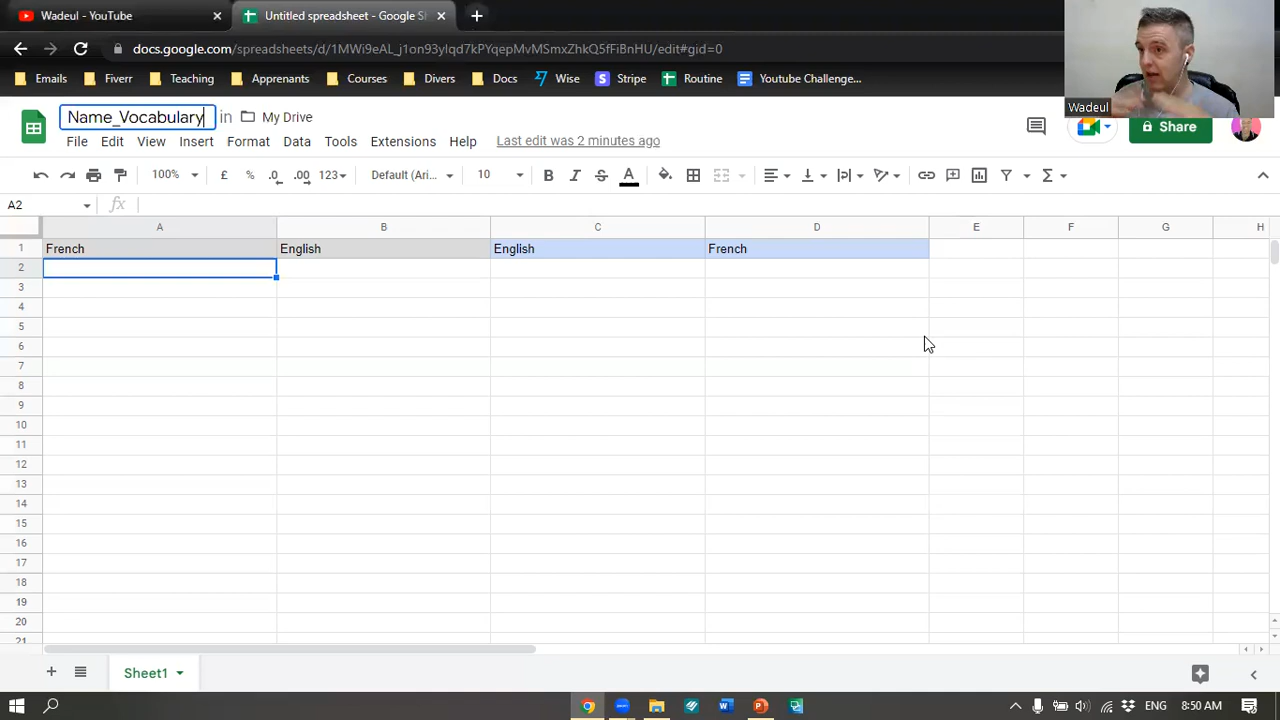 Wadeul - YouTube
Untitled spreadsheet - Google S
docs.google.com/spreadsheets/d/1MWi9eAL_j1on93ylqd7kPYqepMvMSmxZhkQ5fFiBnHU/edit#gid=0
Emails Fiverr Teaching Apprenants Courses Divers Docs Wise Stripe Routine Youtube Challenge...
Wadeul
Name_Vocabulary in My Drive
Share
File Edit View Insert Format Data Tools Extensions Help Last edit was 2 minutes ago
100% £ % .0 .00 123 Default (Ari... 10 B I S A
A2 fx
A B C D E F G H
1 French English English French
2
3
4
5
6
7
8
9
10
11
12
13
14
15
16
17
18
19
20
21
Sheet1
ENG 8:50 AM